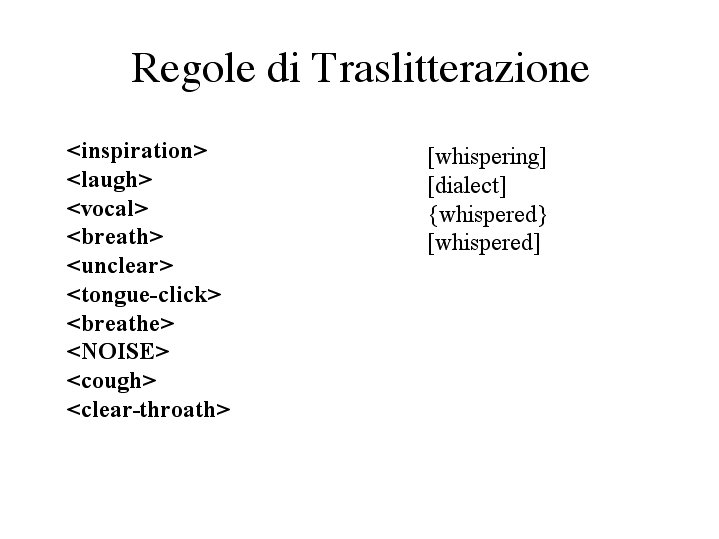 Regole di Traslitterazione
<inspiration>
<laugh>
<vocal>
<breath>
<unclear>
<tongue-click>
<breathe>
<NOISE>
<cough>
<clear-throath>
[whispering]
[dialect]
{whispered}
[whispered]